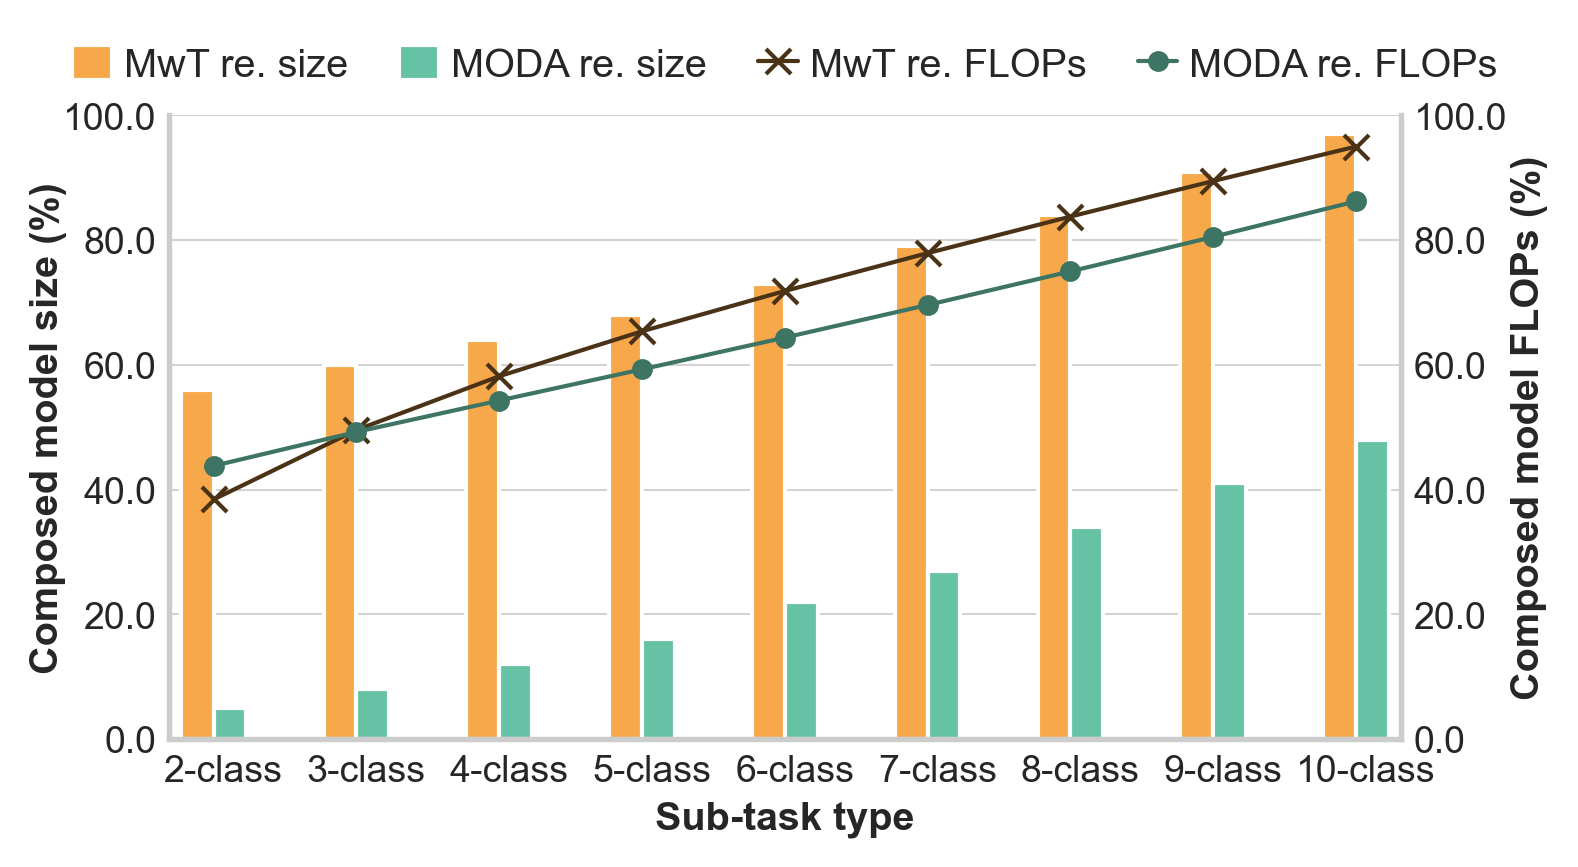 MwT re. size MODA re. size MwT re. FLOPs MODA re. FLOPs
100.0 100.0
80.0 80.0
60.0 60.0
40.0 40.0
20.0 20.0
0.0 0.0
Composed model size (%)
Composed model FLOPs (%)
2-class 3-class 4-class 5-class 6-class 7-class 8-class 9-class 10-class
Sub-task type